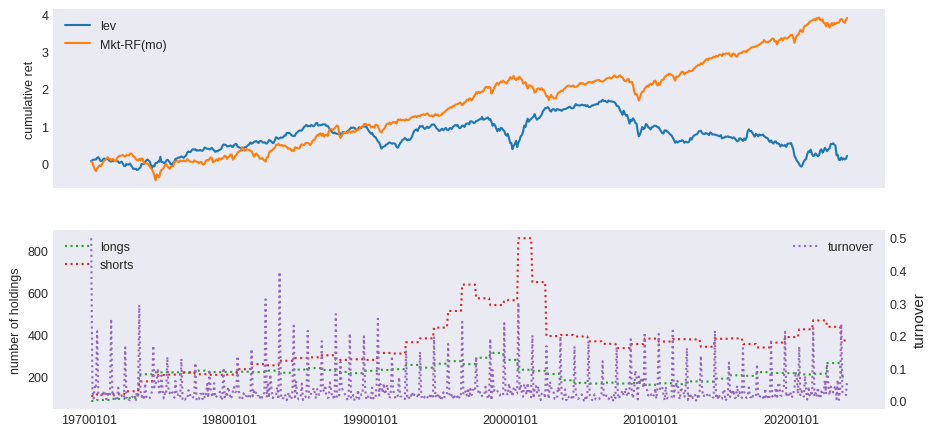 4
3
2
1
0
cumulative ret
lev
Mkt-RF(mo)
800
600
400
200
number of holdings
longs
shorts
turnover
0.5
0.4
0.3
0.2
0.1
0.0
turnover
19700101
19800101
19900101
20000101
20100101
20200101